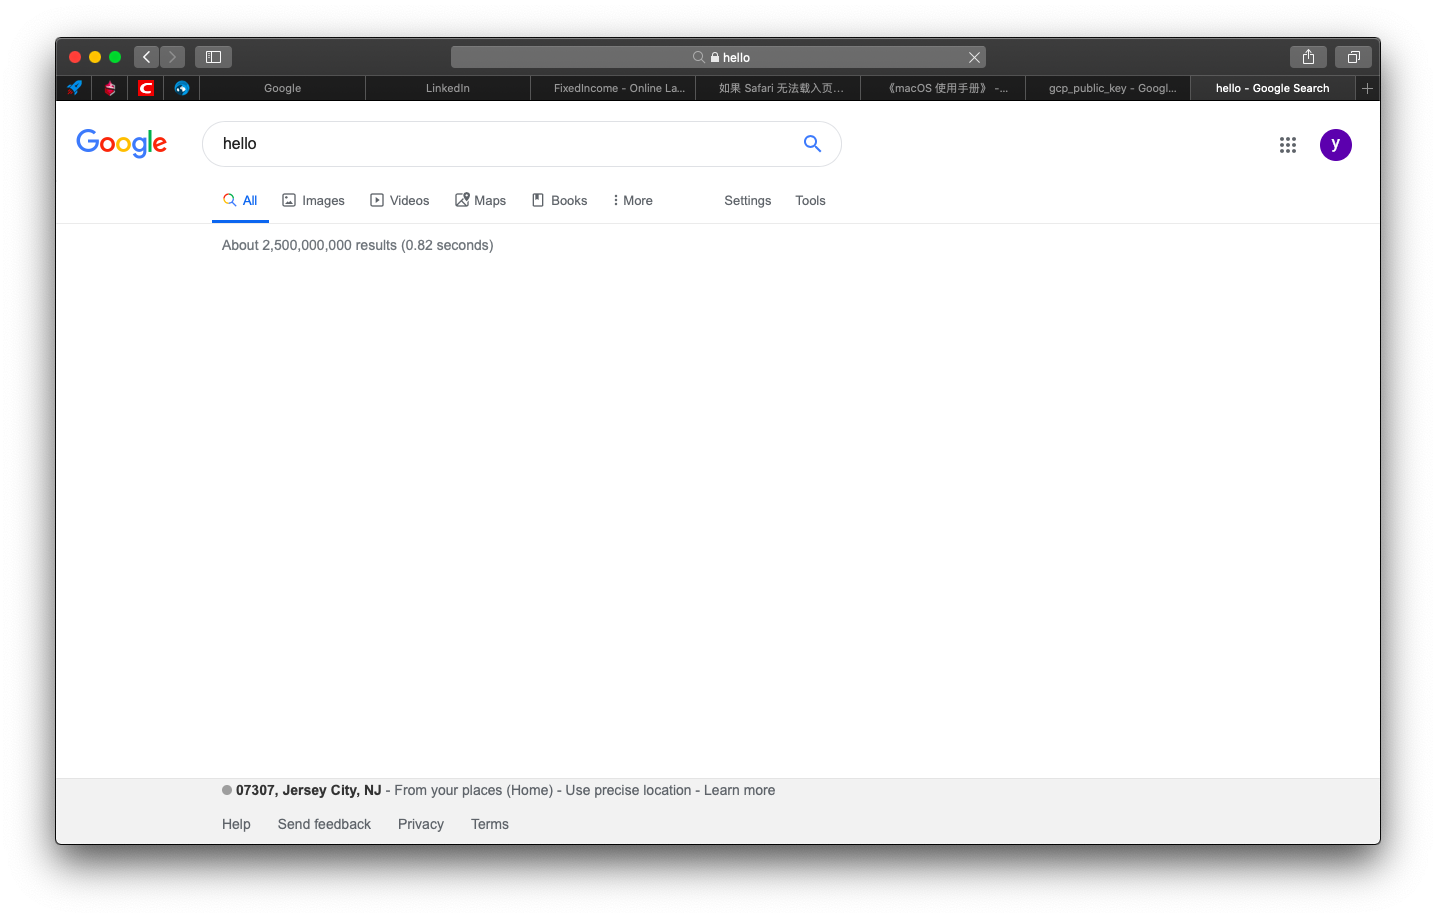 hello
Google
LinkedIn
FixedIncome - Online La...
如果 Safari 无法载入页...
《macOS 使用手册》 -...
gcp_public_key - Googl...
hello - Google Search
Google
hello
y
All
Images
Videos
Maps
Books
More
Settings
Tools
About 2,500,000,000 results (0.82 seconds)
07307, Jersey City, NJ - From your places (Home) - Use precise location - Learn more
Help
Send feedback
Privacy
Terms